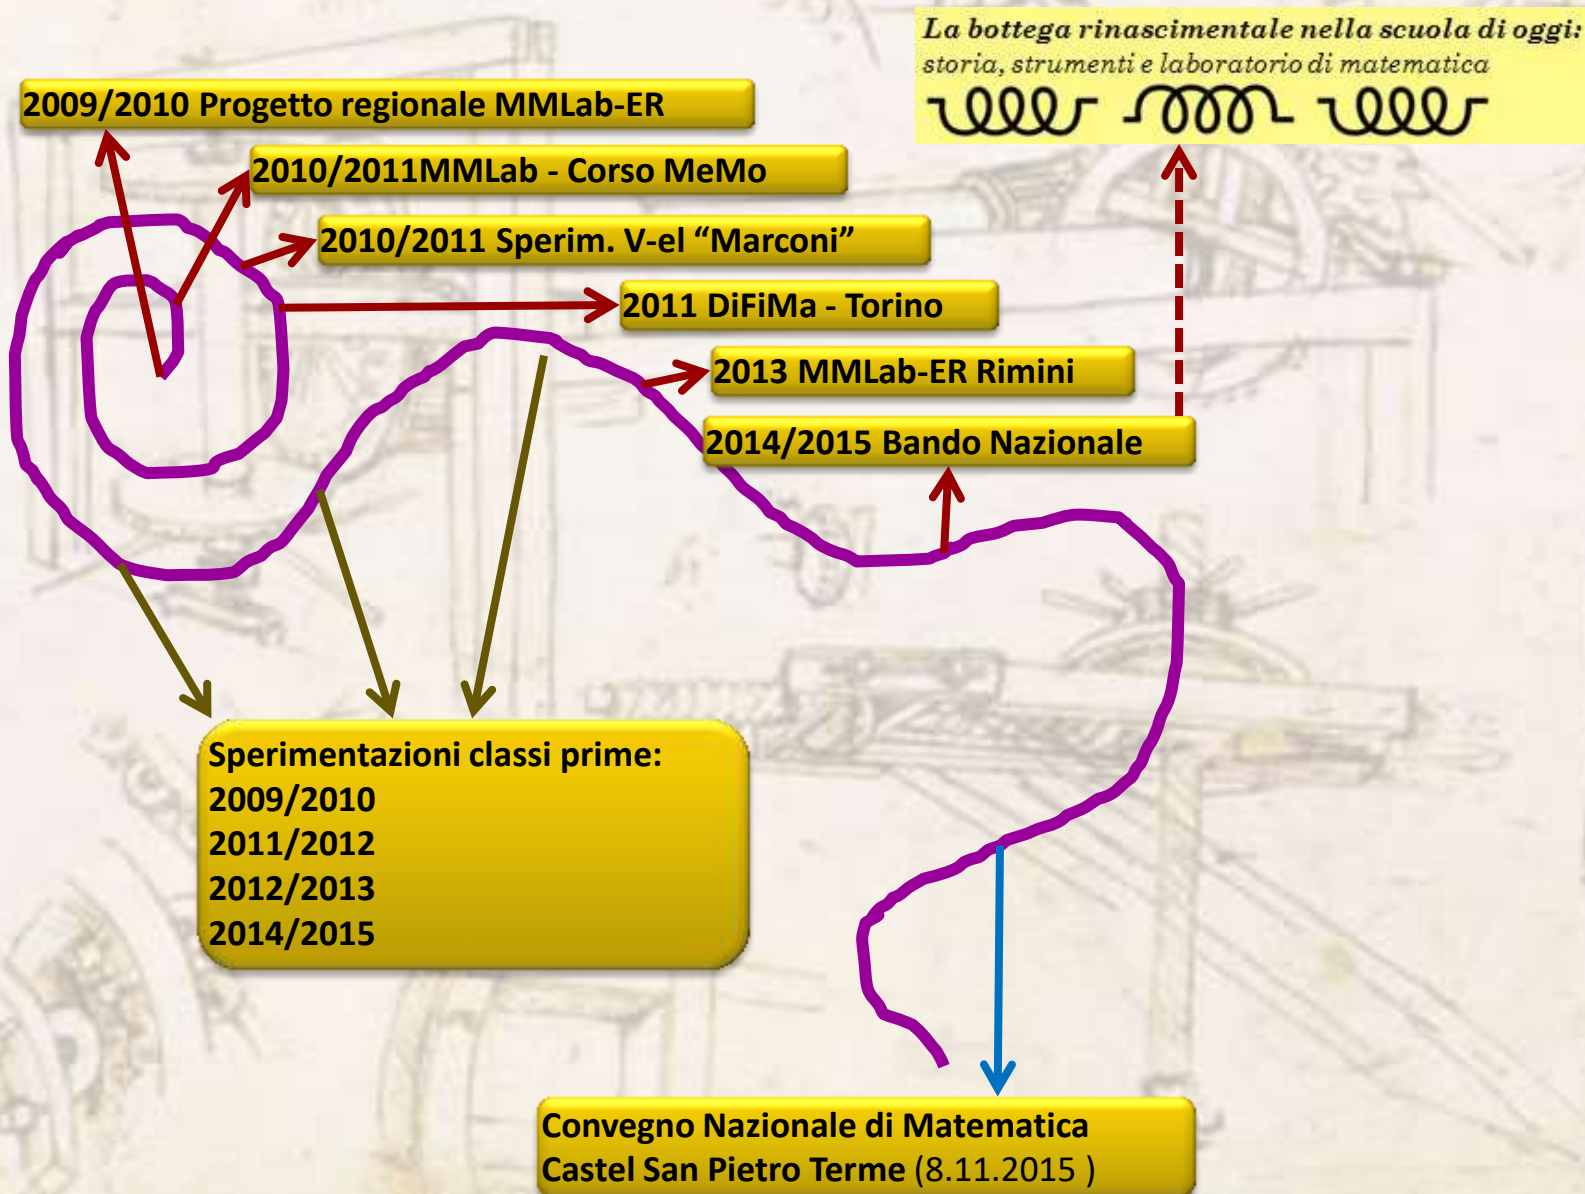 La bottega rinascimentale nella scuola di oggi:
storia, strumenti e laboratorio di matematica
2009/2010 Progetto regionale MMLab-ER
2010/2011MMLab - Corso MeMo
2010/2011 Sperim. V-el “Marconi”
2011 DiFiMa - Torino
2013 MMLab-ER Rimini
2014/2015 Bando Nazionale
Sperimentazioni classi prime:
2009/2010
2011/2012
2012/2013
2014/2015
Convegno Nazionale di Matematica
Castel San Pietro Terme (8.11.2015 )